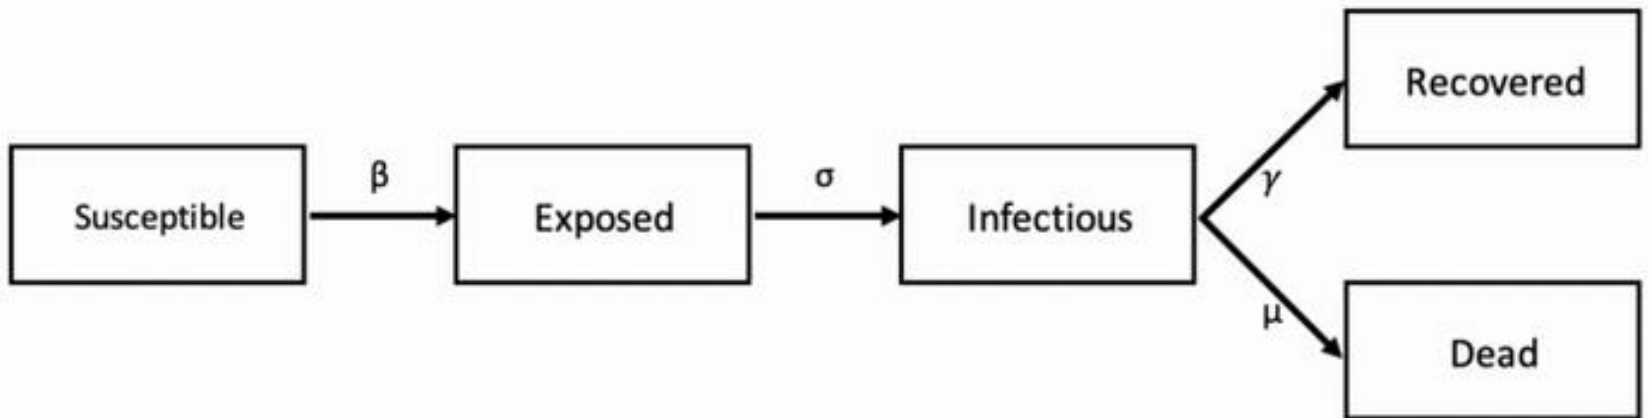 Susceptible
β
Exposed
σ
Infectious
γ
Recovered
μ
Dead